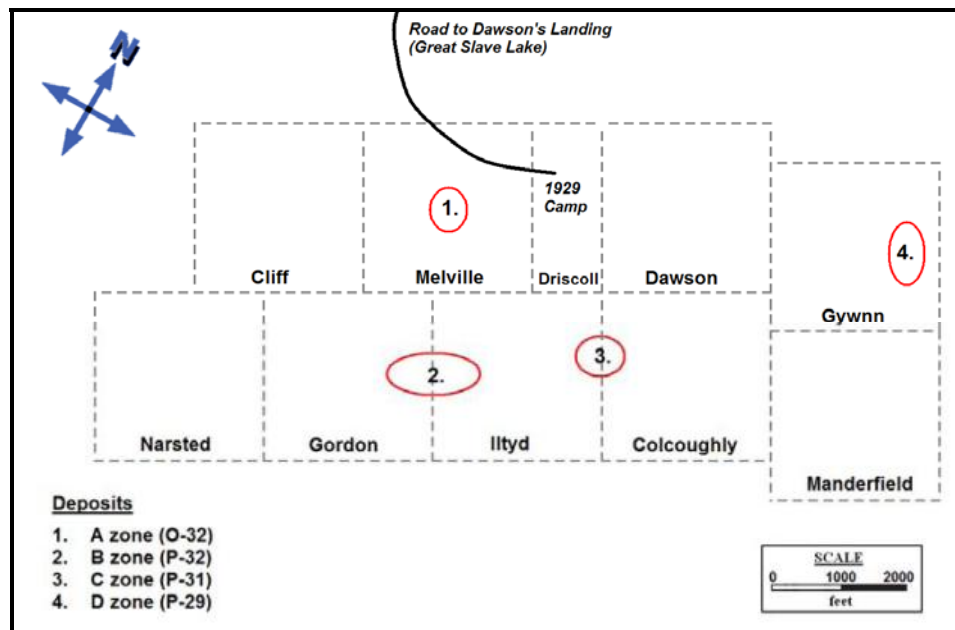 N
Road to Dawson's Landing
(Great Slave Lake)
1929
Camp
1.
4.
Cliff
Melville
Driscoll
Dawson
Gywnn
3.
2.
Narsted
Gordon
Iltyd
Colcoughly
Manderfield
Deposits
1. A zone (O-32)
2. B zone (P-32)
3. C zone (P-31)
4. D zone (P-29)
SCALE
0 1000 2000
feet